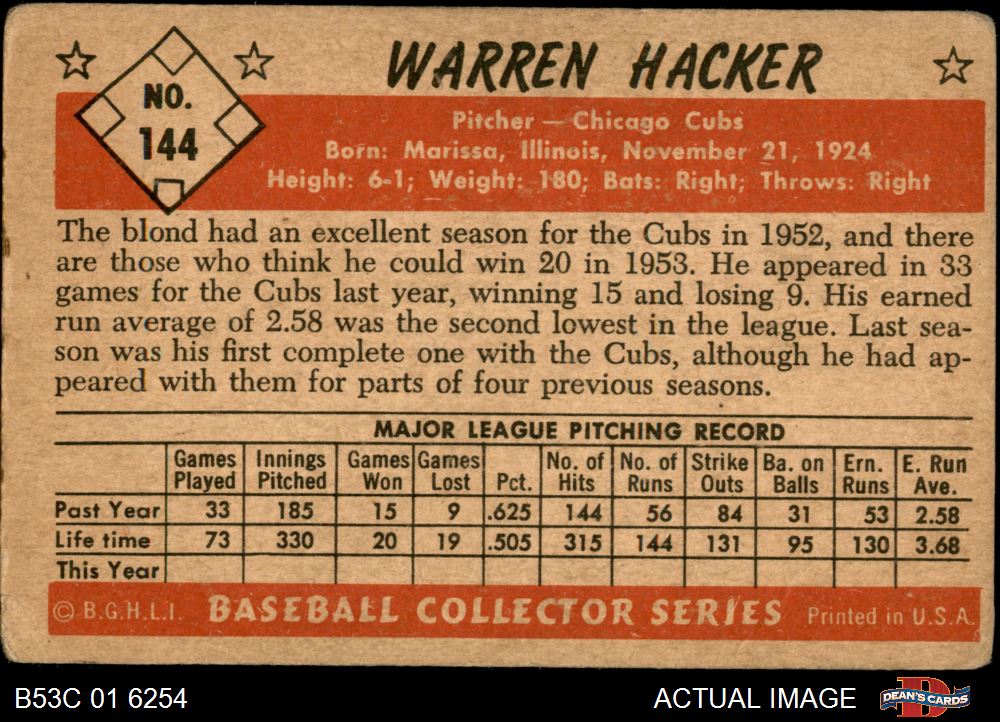 WARREN HACKER
NO.
144
Pitcher — Chicago Cubs
Born: Marissa, Illinois, November 21, 1924
Height: 6-1; Weight: 180; Bats: Right; Throws: Right
The blond had an excellent season for the Cubs in 1952, and there
are those who think he could win 20 in 1953. He appeared in 33
games for the Cubs last year, winning 15 and losing 9. His earned
run average of 2.58 was the second lowest in the league. Last sea-
son was his first complete one with the Cubs, although he had ap-
peared with them for parts of four previous seasons.
MAJOR LEAGUE PITCHING RECORD
Games Innings Games Games No. of No. of Strike Ba. on Ern. E. Run
Played Pitched Won Lost Pct. Hits Runs Outs Balls Runs Ave.
Past Year 33 185 15 9 .625 144 56 84 31 53 2.58
Life time 73 330 20 19 .505 315 144 131 95 130 3.68
This Year
© B.G.H.L.I. BASEBALL COLLECTOR SERIES Printed in U.S.A.
B53C 01 6254 ACTUAL IMAGE DEAN'S CARDS